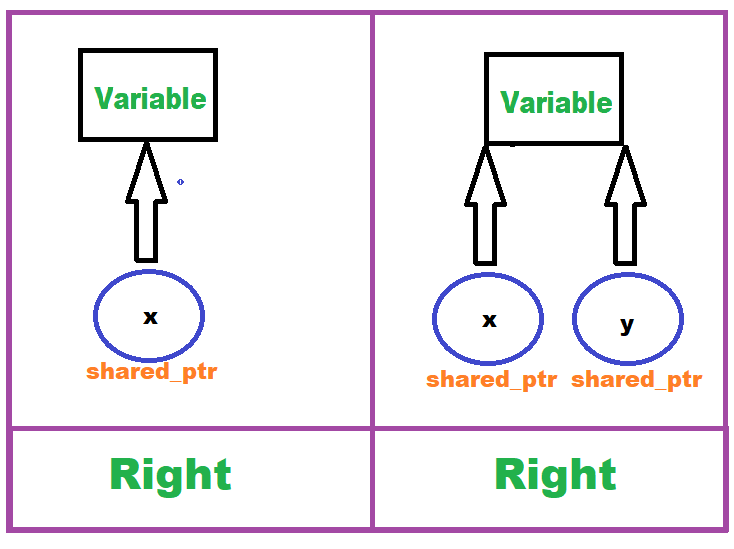 Variable
x
shared_ptr
Right
Variable
x
y
shared_ptr shared_ptr
Right